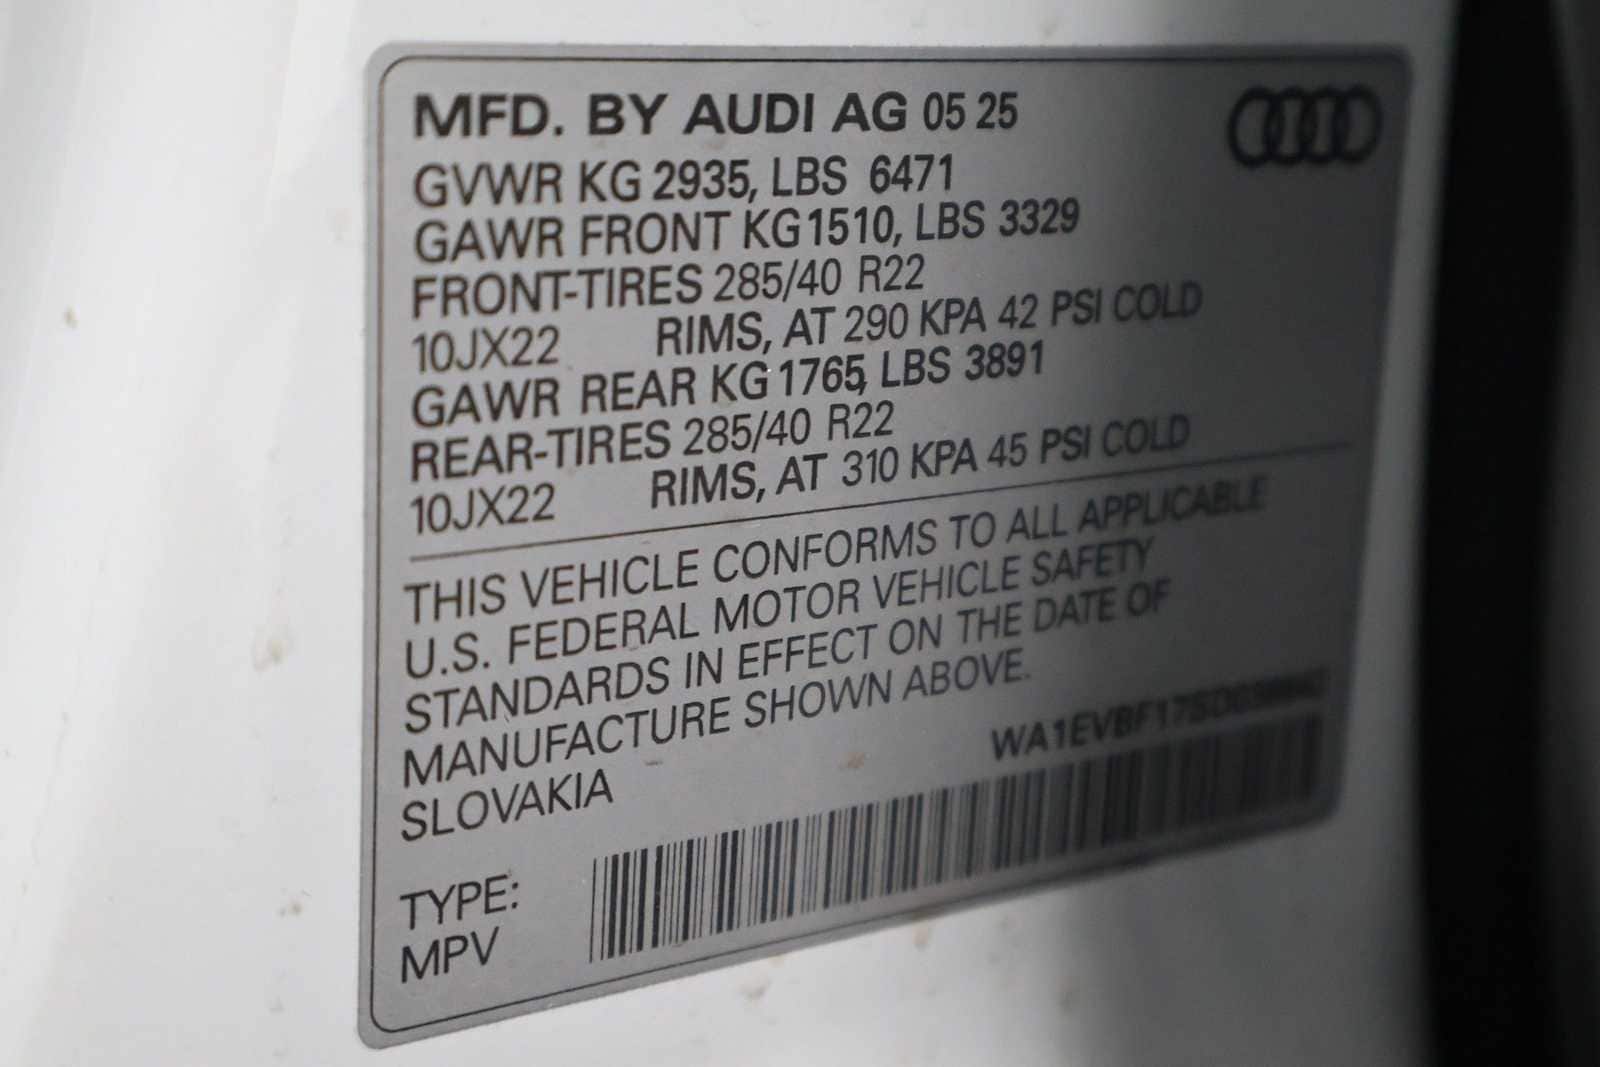 MFD. BY AUDI AG 05 25
GVWR KG 2935, LBS 6471
GAWR FRONT KG 1510, LBS 3329
FRONT-TIRES 285/40 R22
10JX22 RIMS, AT 290 KPA 42 PSI COLD
GAWR REAR KG 1765, LBS 3891
REAR-TIRES 285/40 R22
10JX22 RIMS, AT 310 KPA 45 PSI COLD
THIS VEHICLE CONFORMS TO ALL APPLICABLE
U.S. FEDERAL MOTOR VEHICLE SAFETY
STANDARDS IN EFFECT ON THE DATE OF
MANUFACTURE SHOWN ABOVE.
SLOVAKIA
TYPE:
MPV